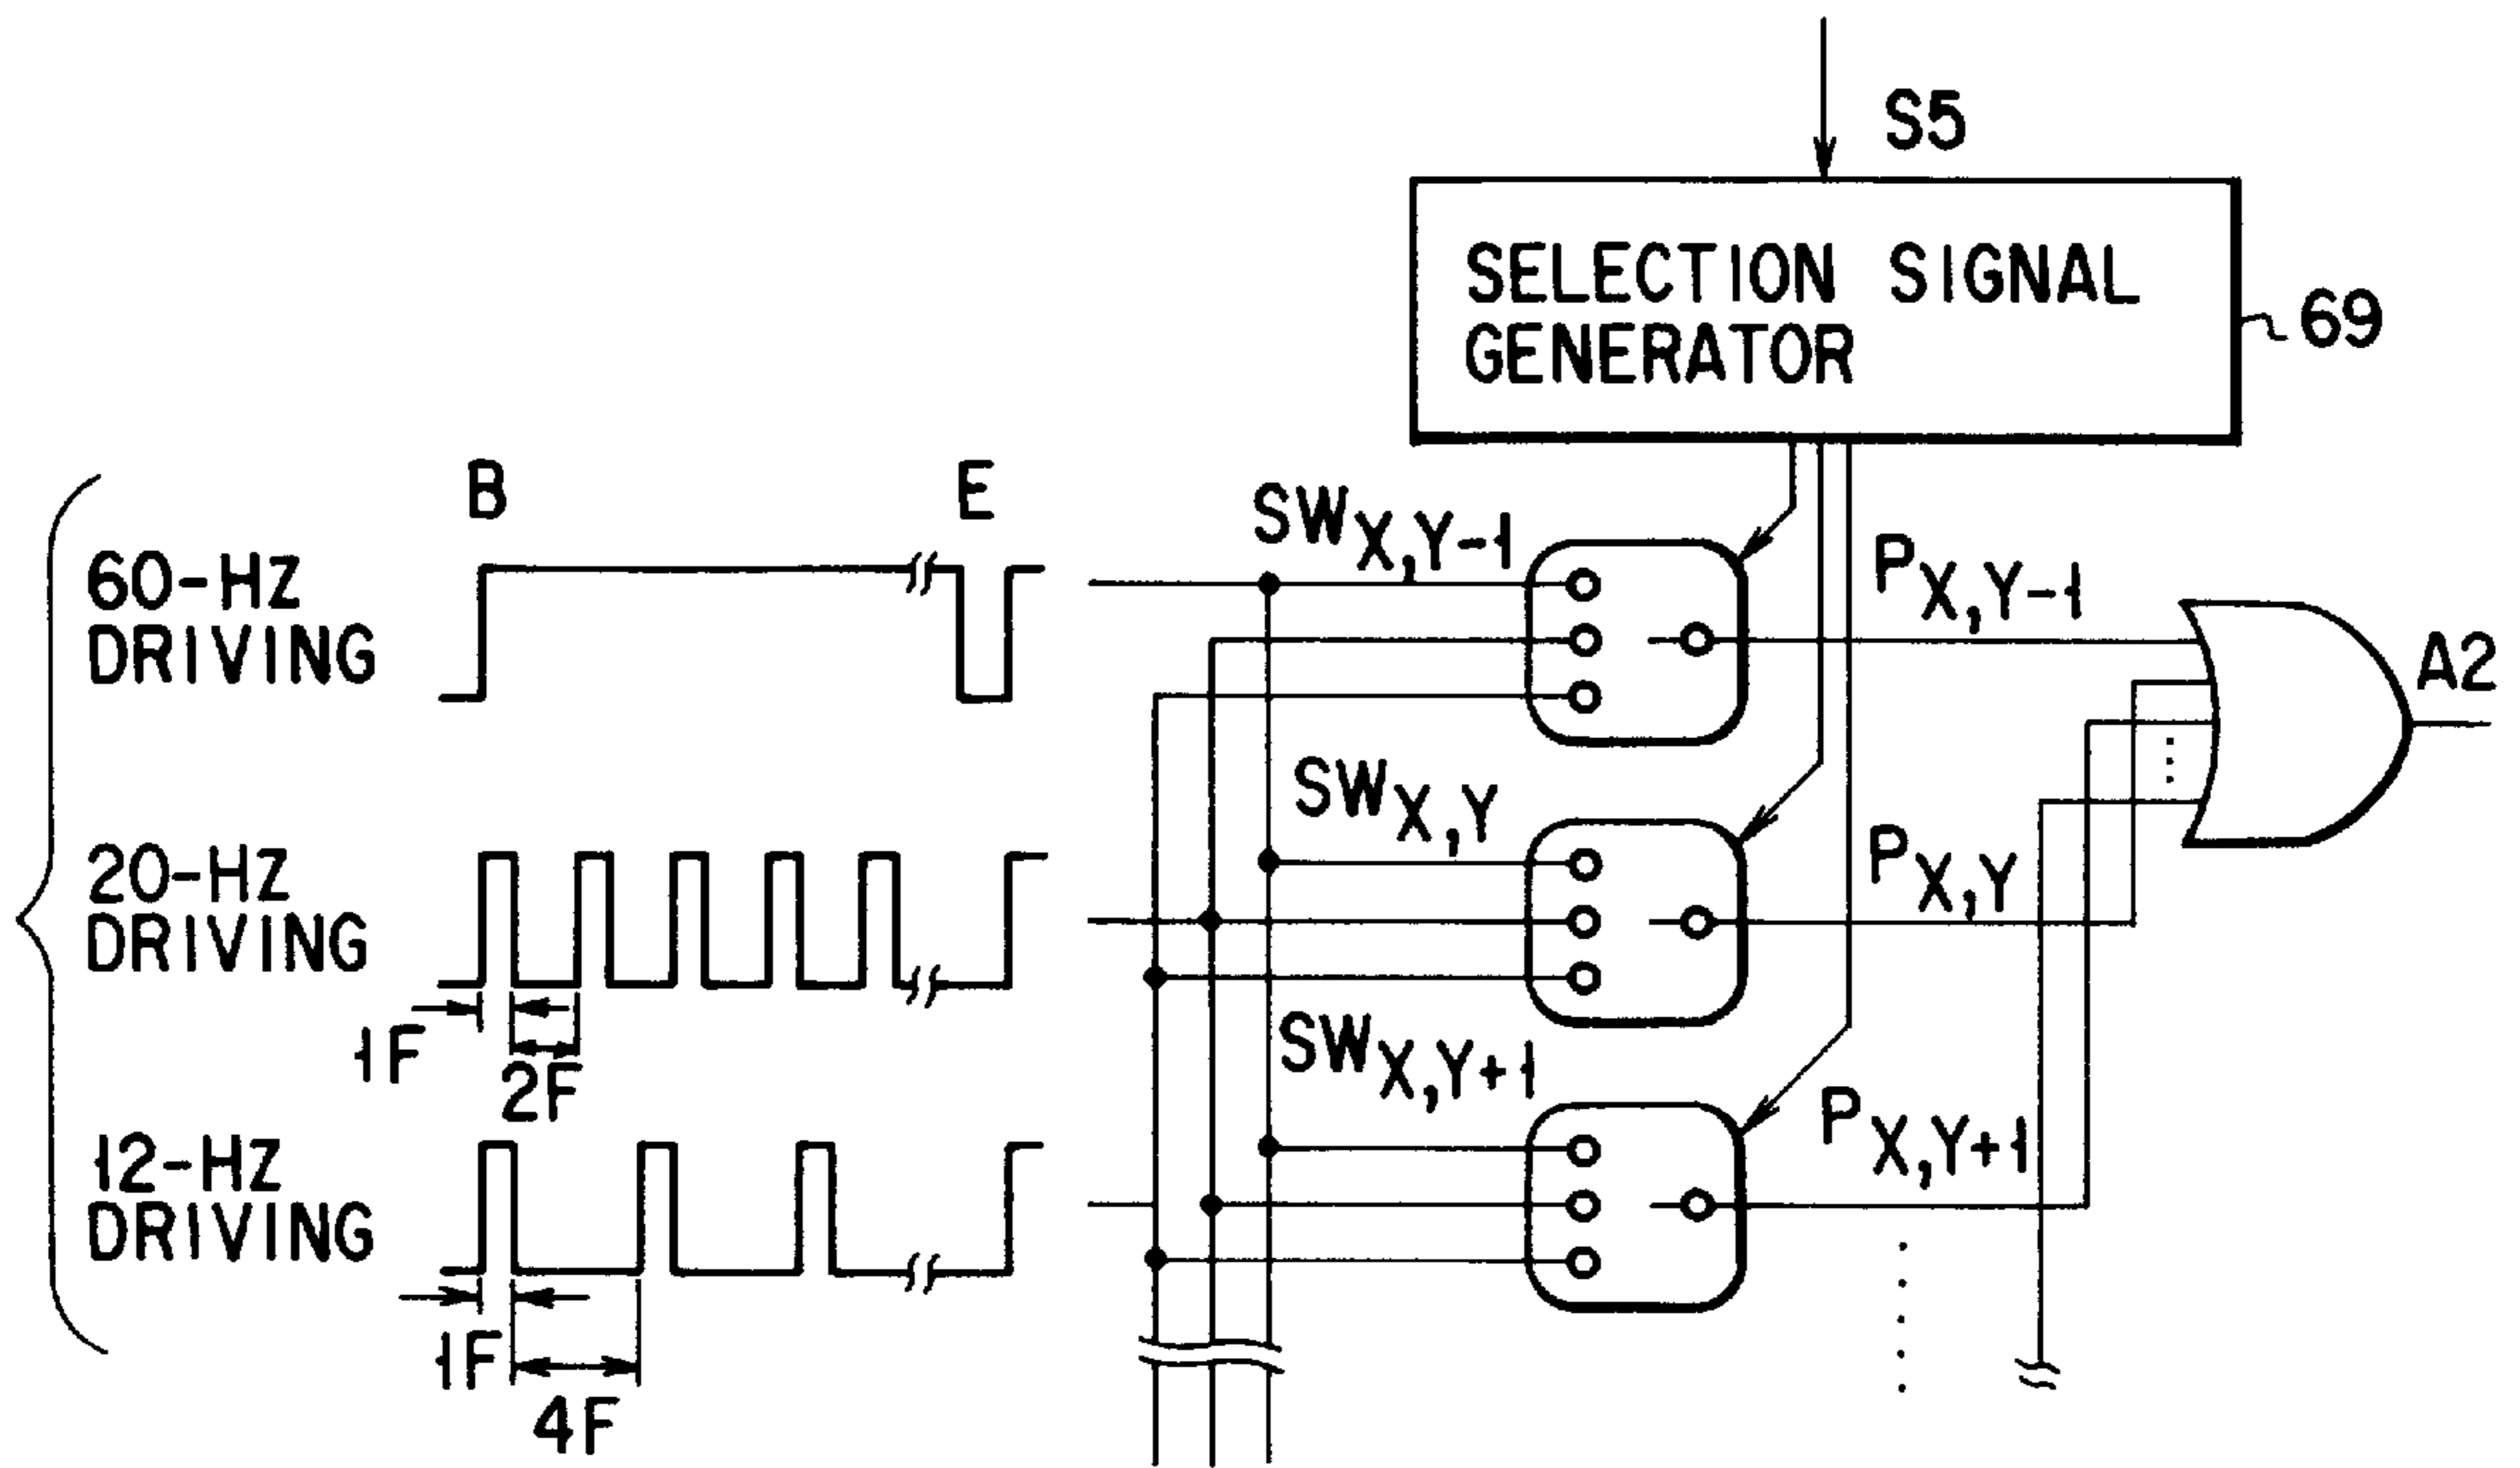 S5
SELECTION SIGNAL
GENERATOR
69
B
E
60-HZ
DRIVING
SWX,Y-1
PX,Y-1
A2
SWX,Y
PX,Y
20-HZ
DRIVING
1F
2F
SWX,Y+1
PX,Y+1
12-HZ
DRIVING
1F
4F